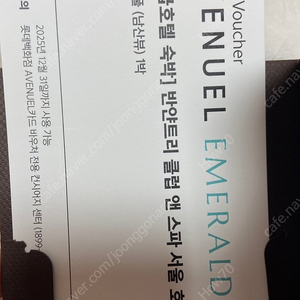 Voucher
ENUEL EMERALD
호텔 숙박] 반얀트리 클럽 앤 스파 서울
(남산뷰) 1박
의
2025년 12월 31일까지 사용 가능
롯데백화점 AVENUEL카드 바우처 전용 컨시어지 센터 (1899